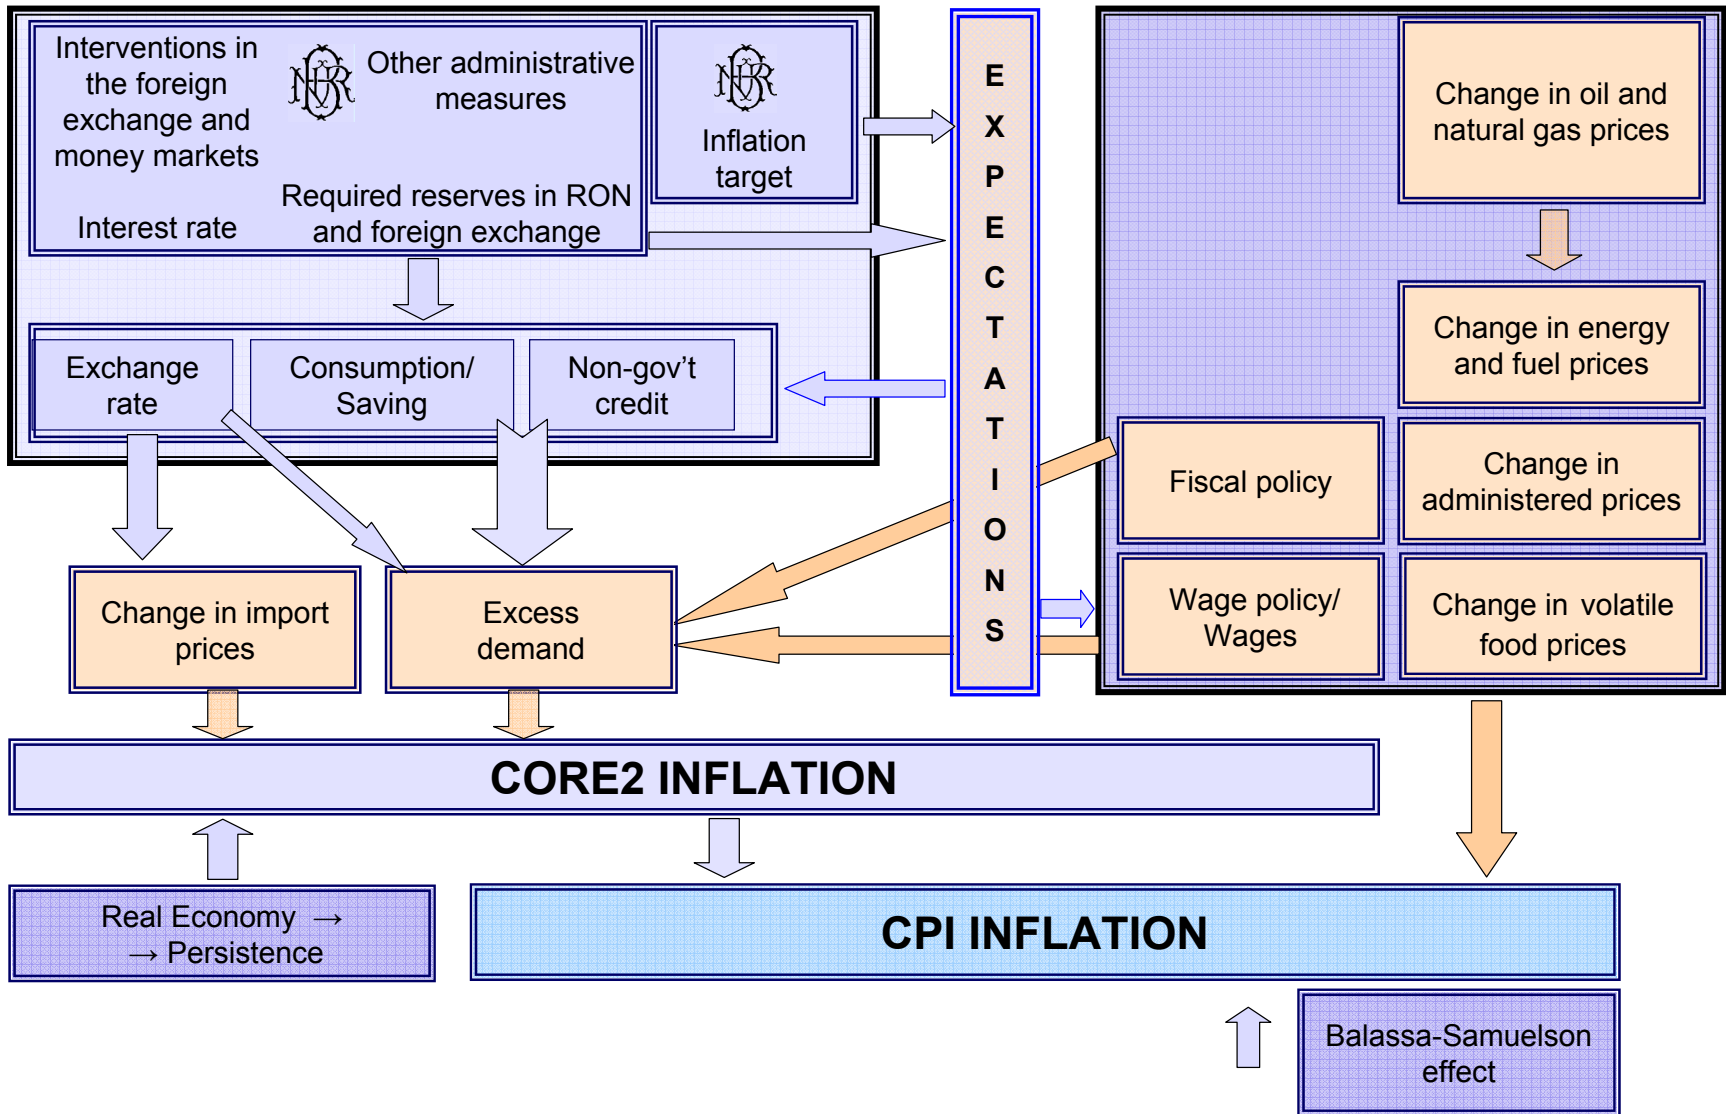 Interventions in
the foreign
exchange and
money markets
Other administrative
measures
Interest rate
Required reserves in RON
and foreign exchange
Inflation
target
E
X
P
E
C
T
A
T
I
O
N
S
Change in oil and
natural gas prices
Change in energy
and fuel prices
Exchange
rate
Consumption/
Saving
Non-gov’t
credit
Fiscal policy
Change in
administered prices
Wage policy/
Wages
Change in volatile
food prices
Change in import
prices
Excess
demand
CORE2 INFLATION
Real Economy →
→ Persistence
CPI INFLATION
Balassa-Samuelson
effect